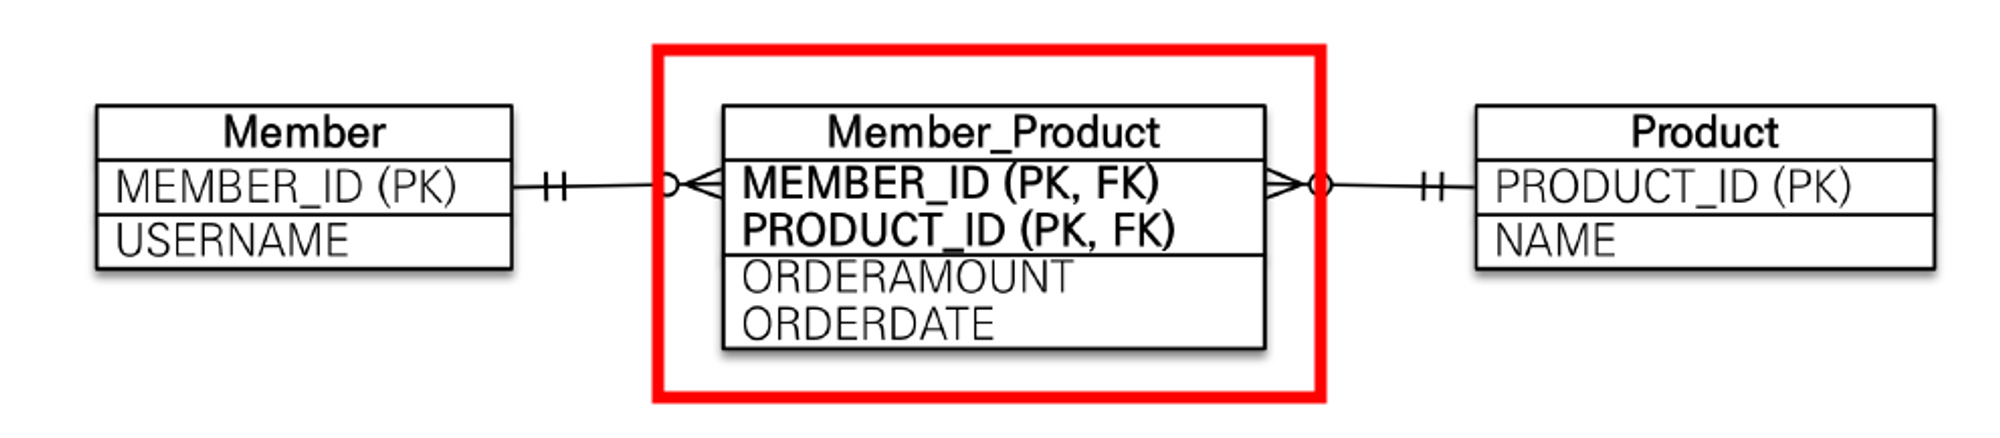 Member
MEMBER_ID (PK)
USERNAME
Member_Product
MEMBER_ID (PK, FK)
PRODUCT_ID (PK, FK)
ORDERAMOUNT
ORDERDATE
Product
PRODUCT_ID (PK)
NAME